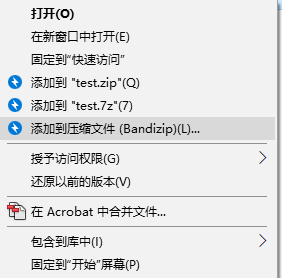 打开(O)
在新窗口中打开(E)
固定到"快速访问"
添加到 "test.zip"(Q)
添加到 "test.7z"(7)
添加到压缩文件 (Bandizip)(L)...
授予访问权限(G)
还原以前的版本(V)
在 Acrobat 中合并文件...
包含到库中(I)
固定到"开始"屏幕(P)